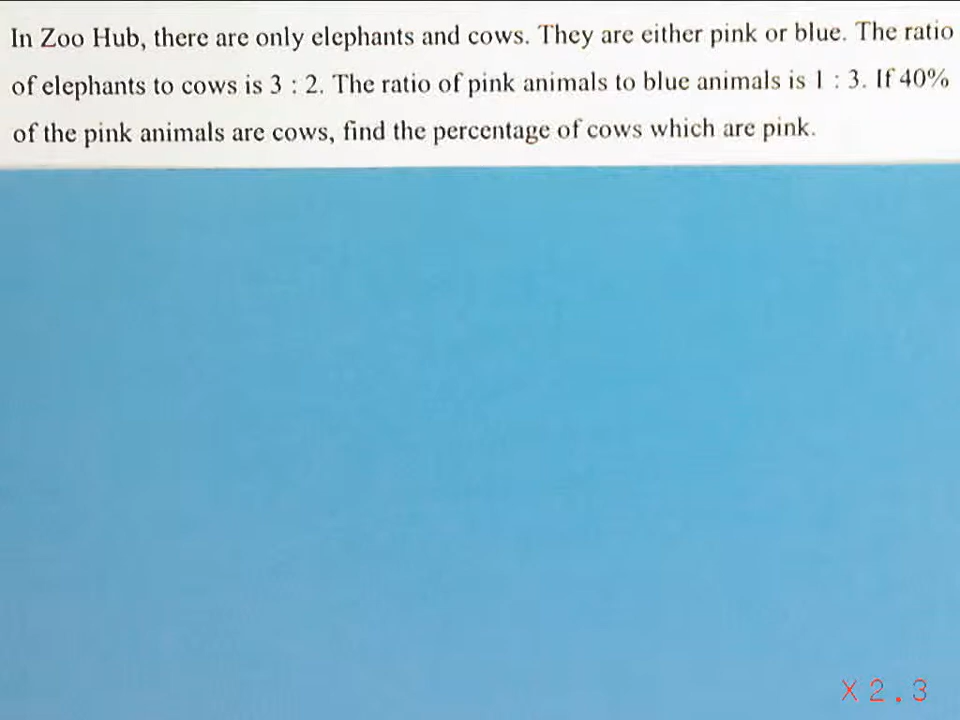 In Zoo Hub, there are only elephants and cows. They are either pink or blue. The ratio
of elephants to cows is 3 : 2. The ratio of pink animals to blue animals is 1 : 3. If 40%
of the pink animals are cows, find the percentage of cows which are pink.
X2.3